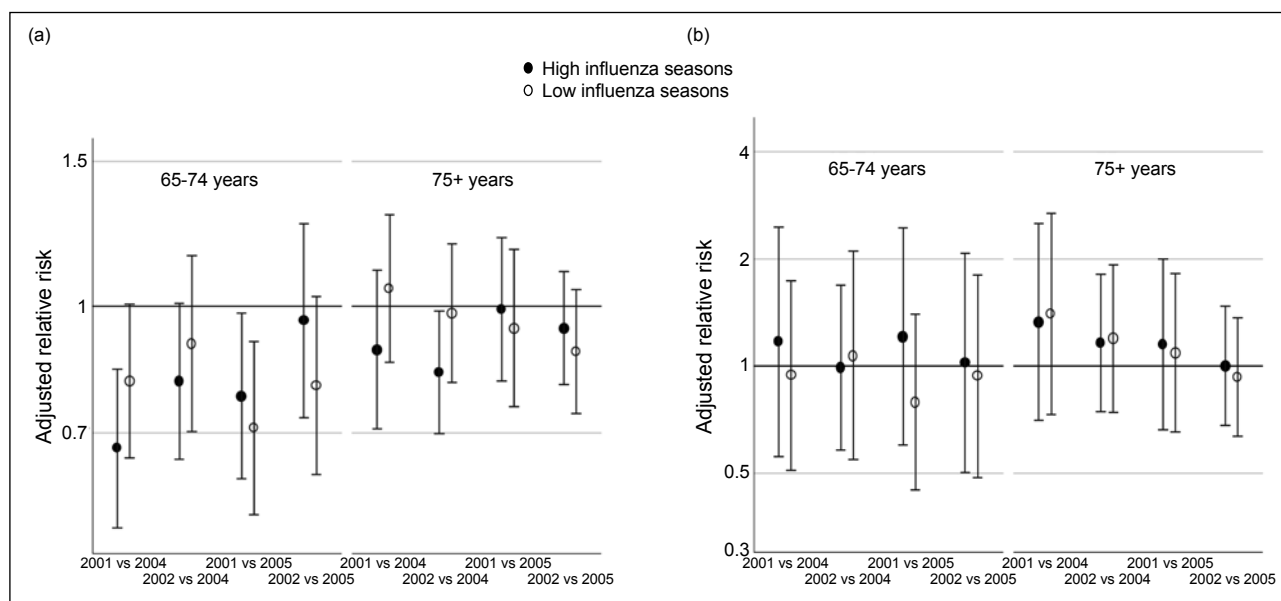 (a)
(b)
High influenza seasons
Low influenza seasons
Adjusted relative risk
1.5
1
0.7
65-74 years
75+ years
2001 vs 2004
2002 vs 2004
2001 vs 2005
2002 vs 2005
2001 vs 2004
2002 vs 2004
2001 vs 2005
2002 vs 2005
Adjusted relative risk
4
2
1
0.5
0.3
65-74 years
75+ years
2001 vs 2004
2002 vs 2004
2001 vs 2005
2002 vs 2005
2001 vs 2004
2002 vs 2004
2001 vs 2005
2002 vs 2005